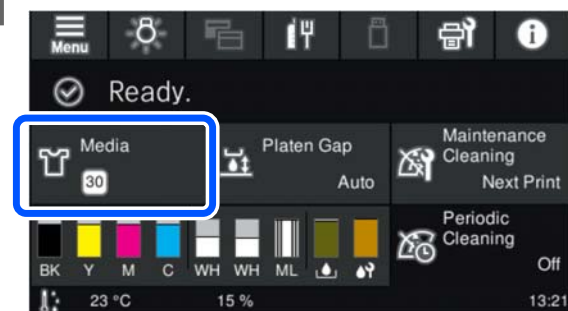 Menu
Ready.
Media
30
Platen Gap
Auto
Maintenance
Cleaning
Next Print
BK Y M C WH WH ML
Periodic
Cleaning
Off
23 °C 15 % 13:21